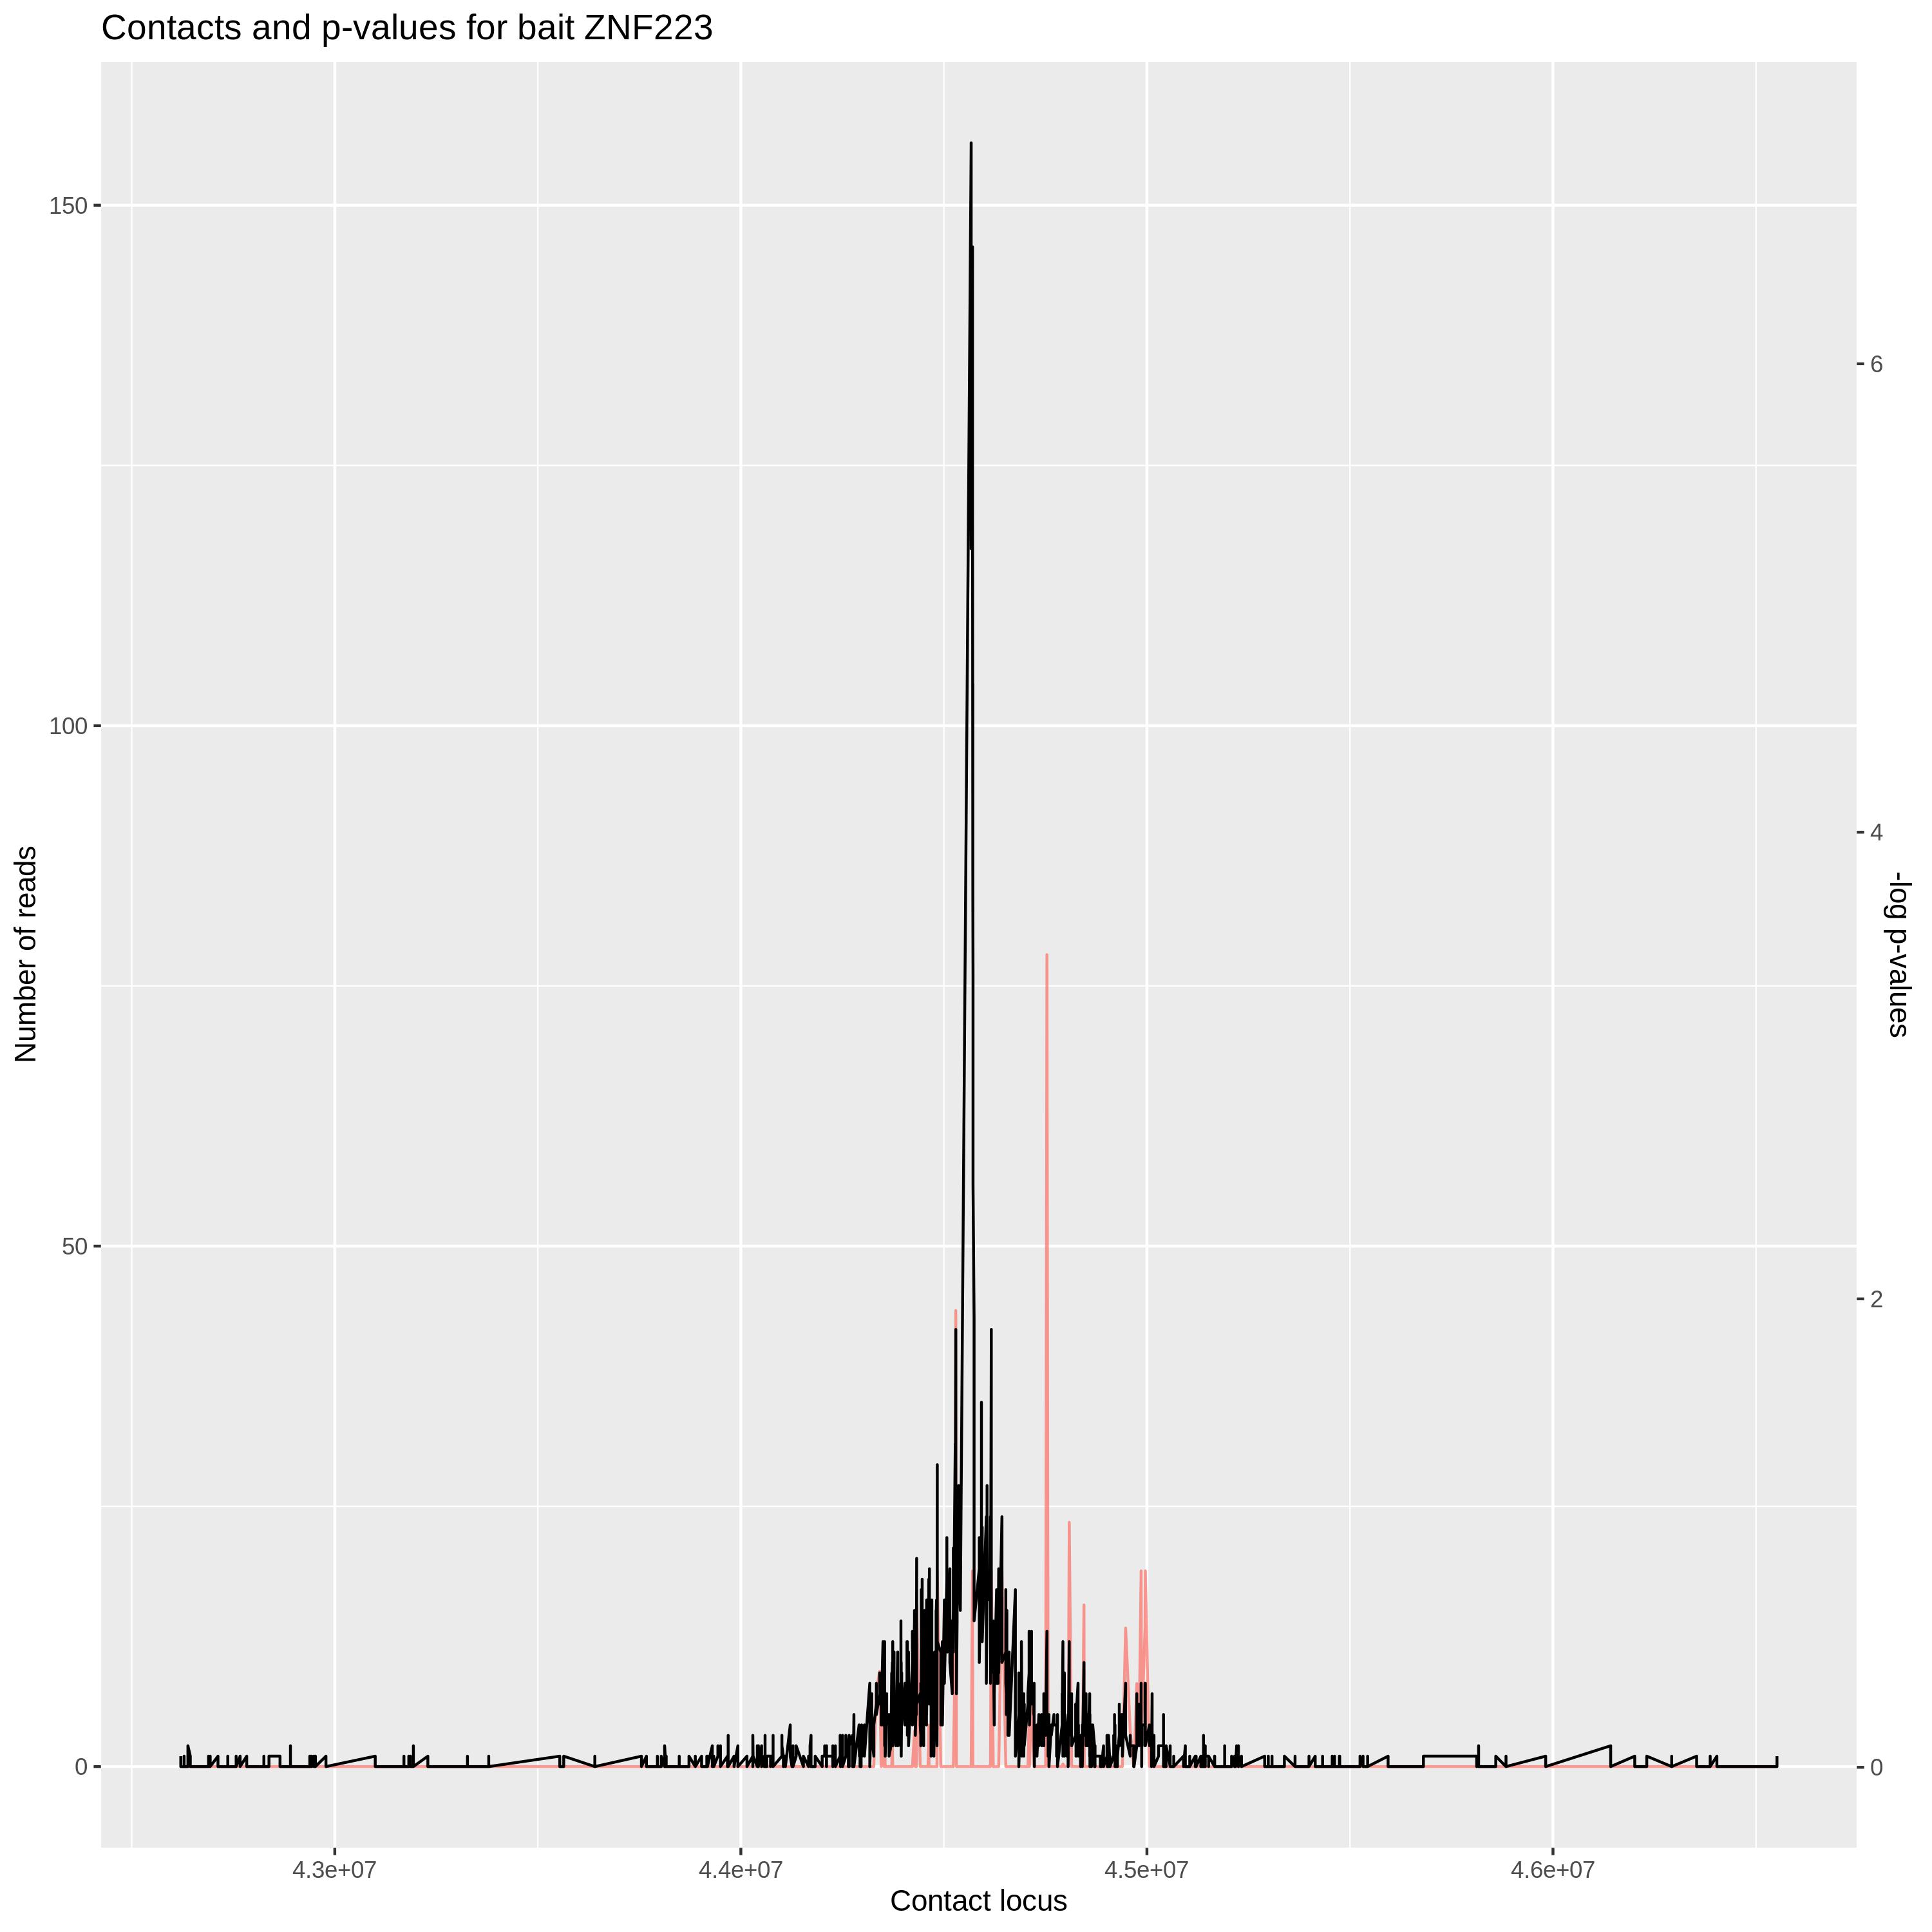 Contacts and p-values for bait ZNF223
150
100
50
0
Number of reads
6
4
2
0
-log p-values
4.3e+07
4.4e+07
4.5e+07
4.6e+07
Contact locus